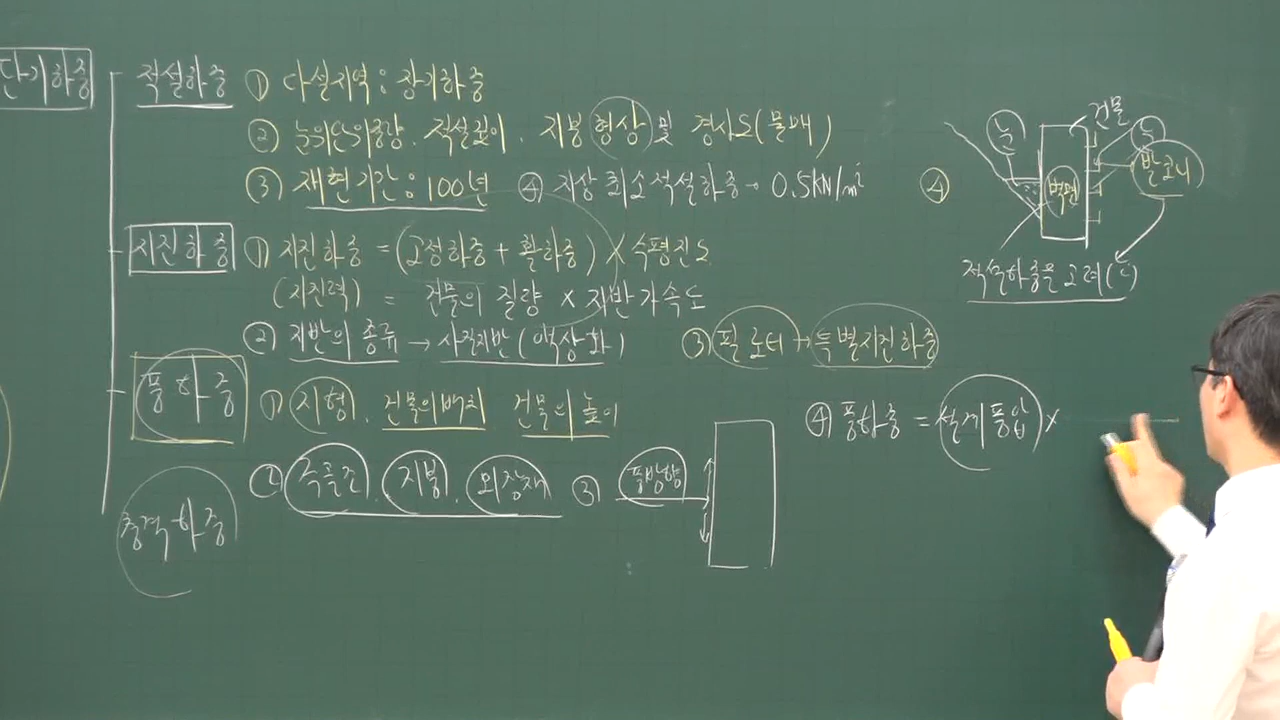 단기하중
적설하중 ① 다설지역 : 장기하중
② 눈의 단위중량, 적설깊이, 지붕형상 및 경사도(물매)
③ 재현기간 : 100년 ④ 지상 최소적설하중 → 0.5kN/㎡
지진하중 ① 지진하중 = (고정하중 + 활하중) × 수평진도
(지진력) = 건물의 질량 × 지반가속도
② 지반의 종류 → 사질지반(액상화) ③ 필로티 → 특별지진하중
풍하중 ① 지형, 건물의 배치 건물의 높이
② 주골조, 지붕, 외장재 ③ 풍방향
④ 풍하중 = 설계풍압 ×
충격하중
④ 눈 건물 눈
벽면 발코니
적설하중을 고려(